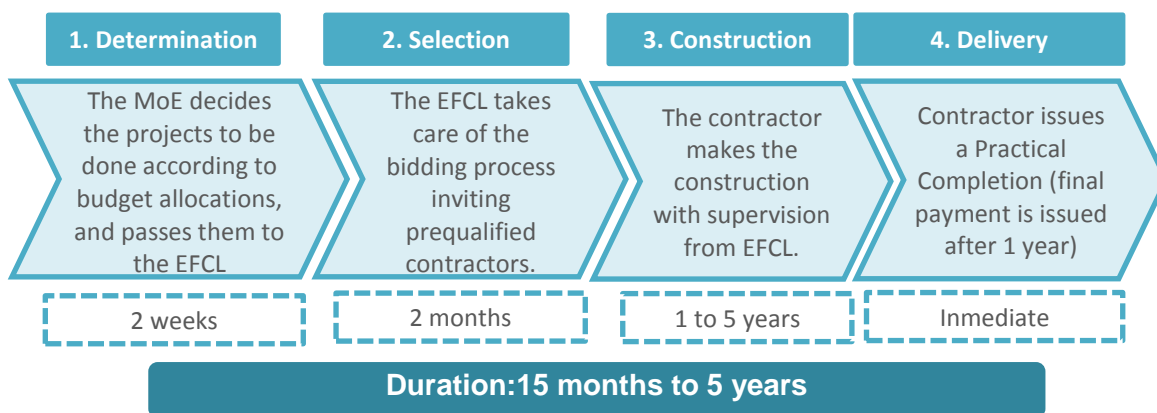 1. Determination
The MoE decides
the projects to be
done according to
budget allocations,
and passes them to
the EFCL
2 weeks
2. Selection
The EFCL takes
care of the
bidding process
inviting
prequalified
contractors.
2 months
3. Construction
The contractor
makes the
construction
with supervision
from EFCL.
1 to 5 years
4. Delivery
Contractor issues
a Practical
Completion (final
payment is issued
after 1 year)
Inmediate
Duration:15 months to 5 years